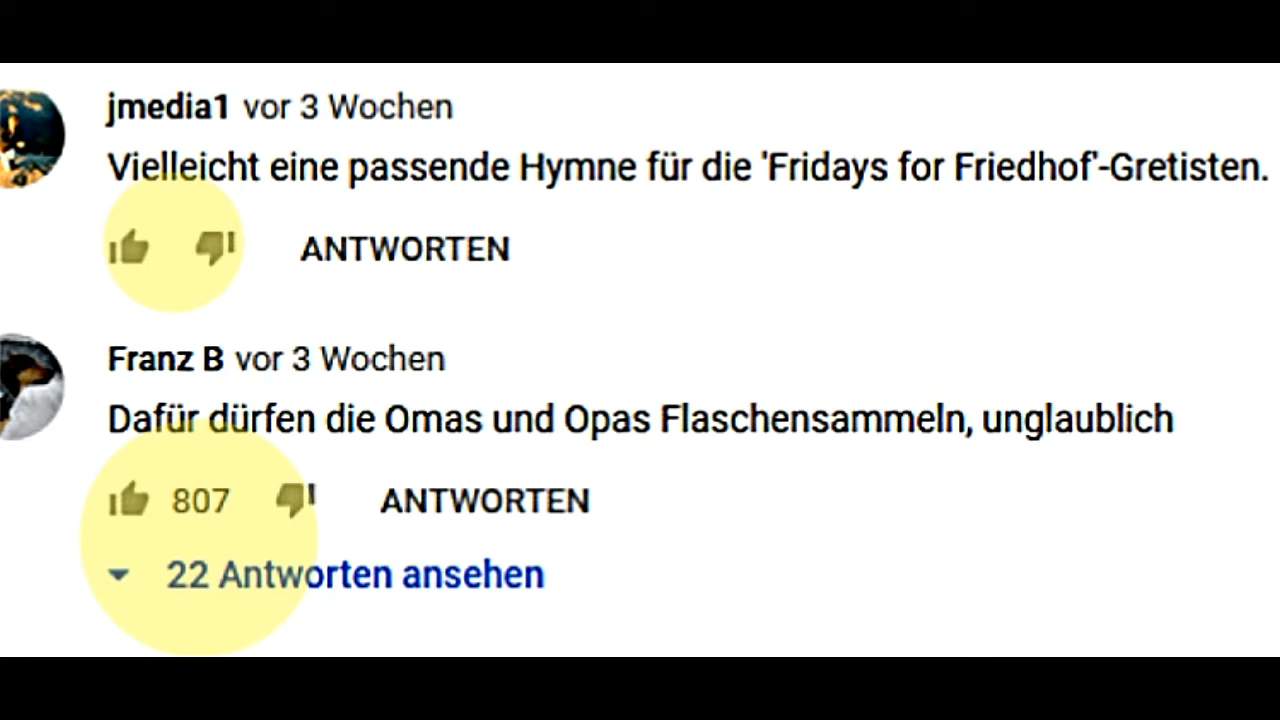 jmedia1 vor 3 Wochen
Vielleicht eine passende Hymne für die 'Fridays for Friedhof'-Gretisten.
ANTWORTEN
Franz B vor 3 Wochen
Dafür dürfen die Omas und Opas Flaschensammeln, unglaublich
807 ANTWORTEN
22 Antworten ansehen